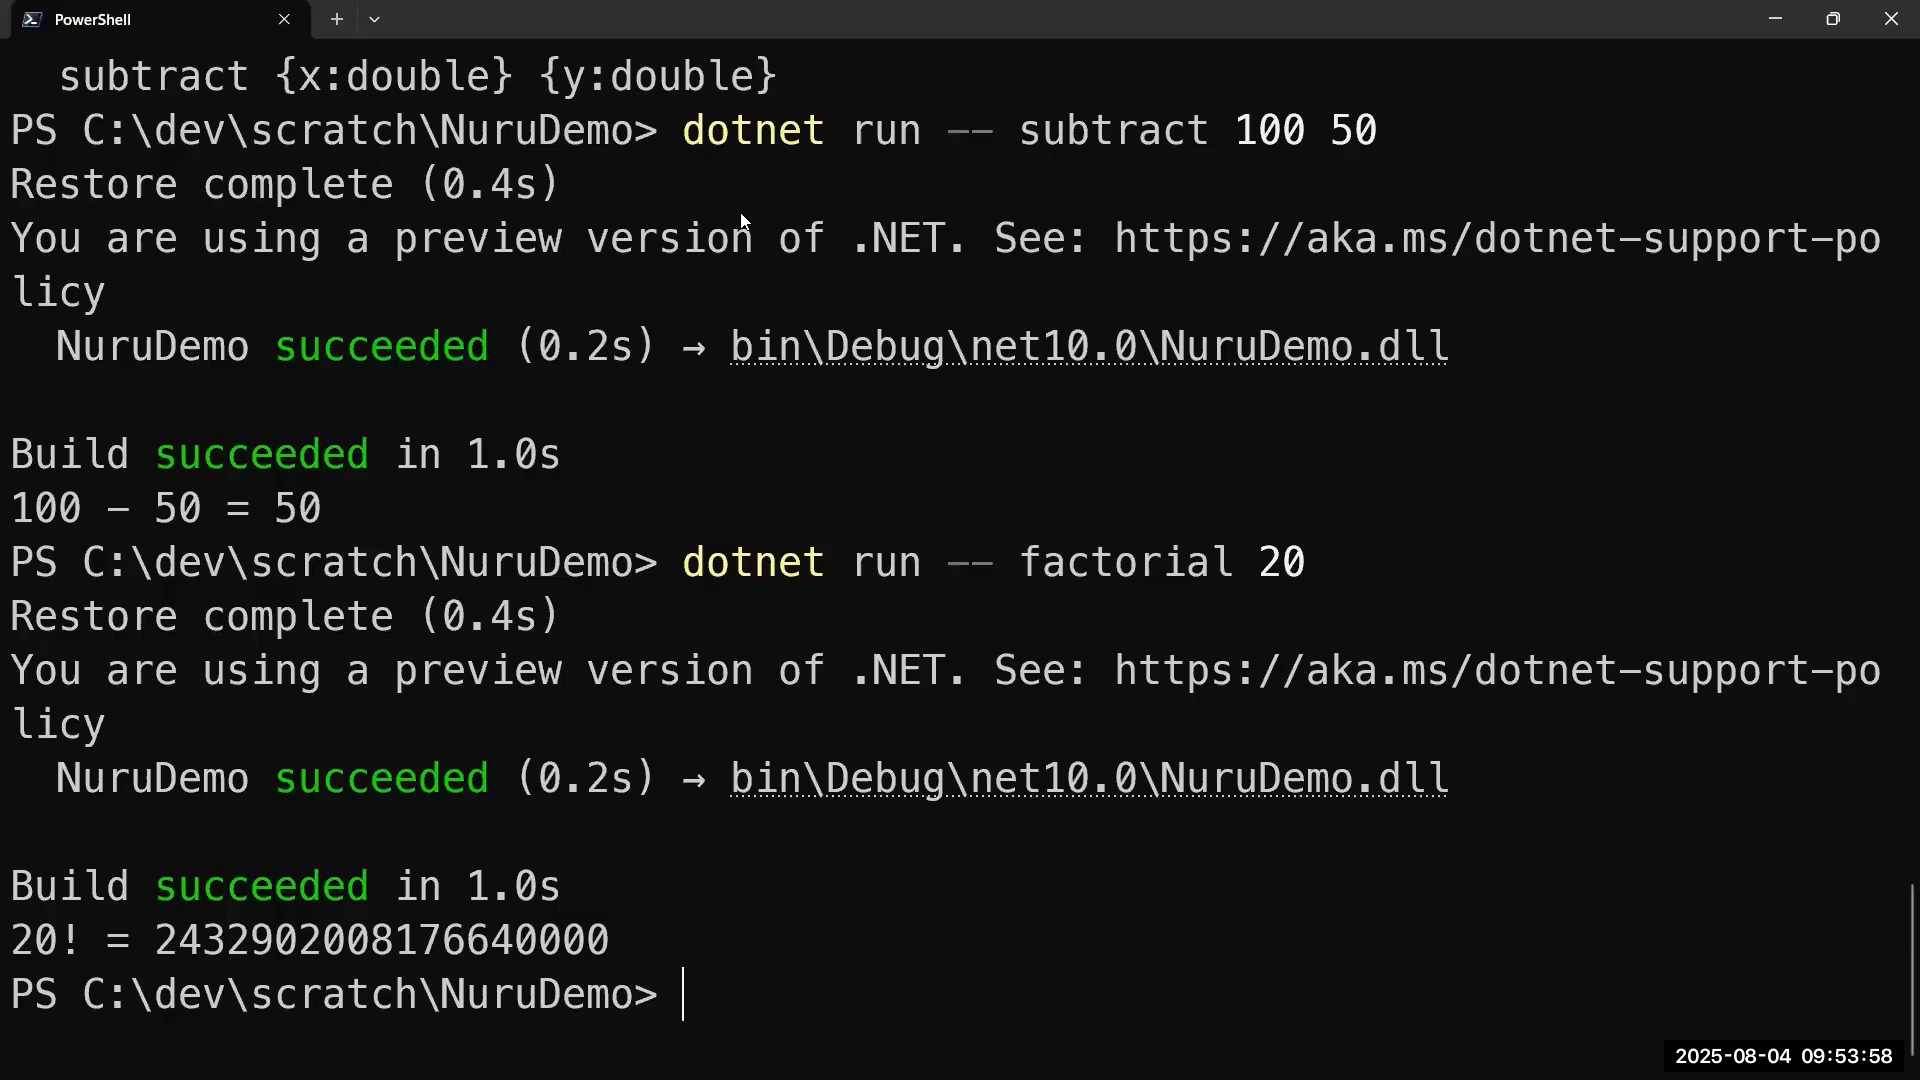 PowerShell
subtract {x:double} {y:double}
PS C:\dev\scratch\NuruDemo> dotnet run -- subtract 100 50
Restore complete (0.4s)
You are using a preview version of .NET. See: https://aka.ms/dotnet-support-po
licy
NuruDemo succeeded (0.2s) → bin\Debug\net10.0\NuruDemo.dll
Build succeeded in 1.0s
100 - 50 = 50
PS C:\dev\scratch\NuruDemo> dotnet run -- factorial 20
Restore complete (0.4s)
You are using a preview version of .NET. See: https://aka.ms/dotnet-support-po
licy
NuruDemo succeeded (0.2s) → bin\Debug\net10.0\NuruDemo.dll
Build succeeded in 1.0s
20! = 2432902008176640000
PS C:\dev\scratch\NuruDemo>
2025-08-04 09:53:58